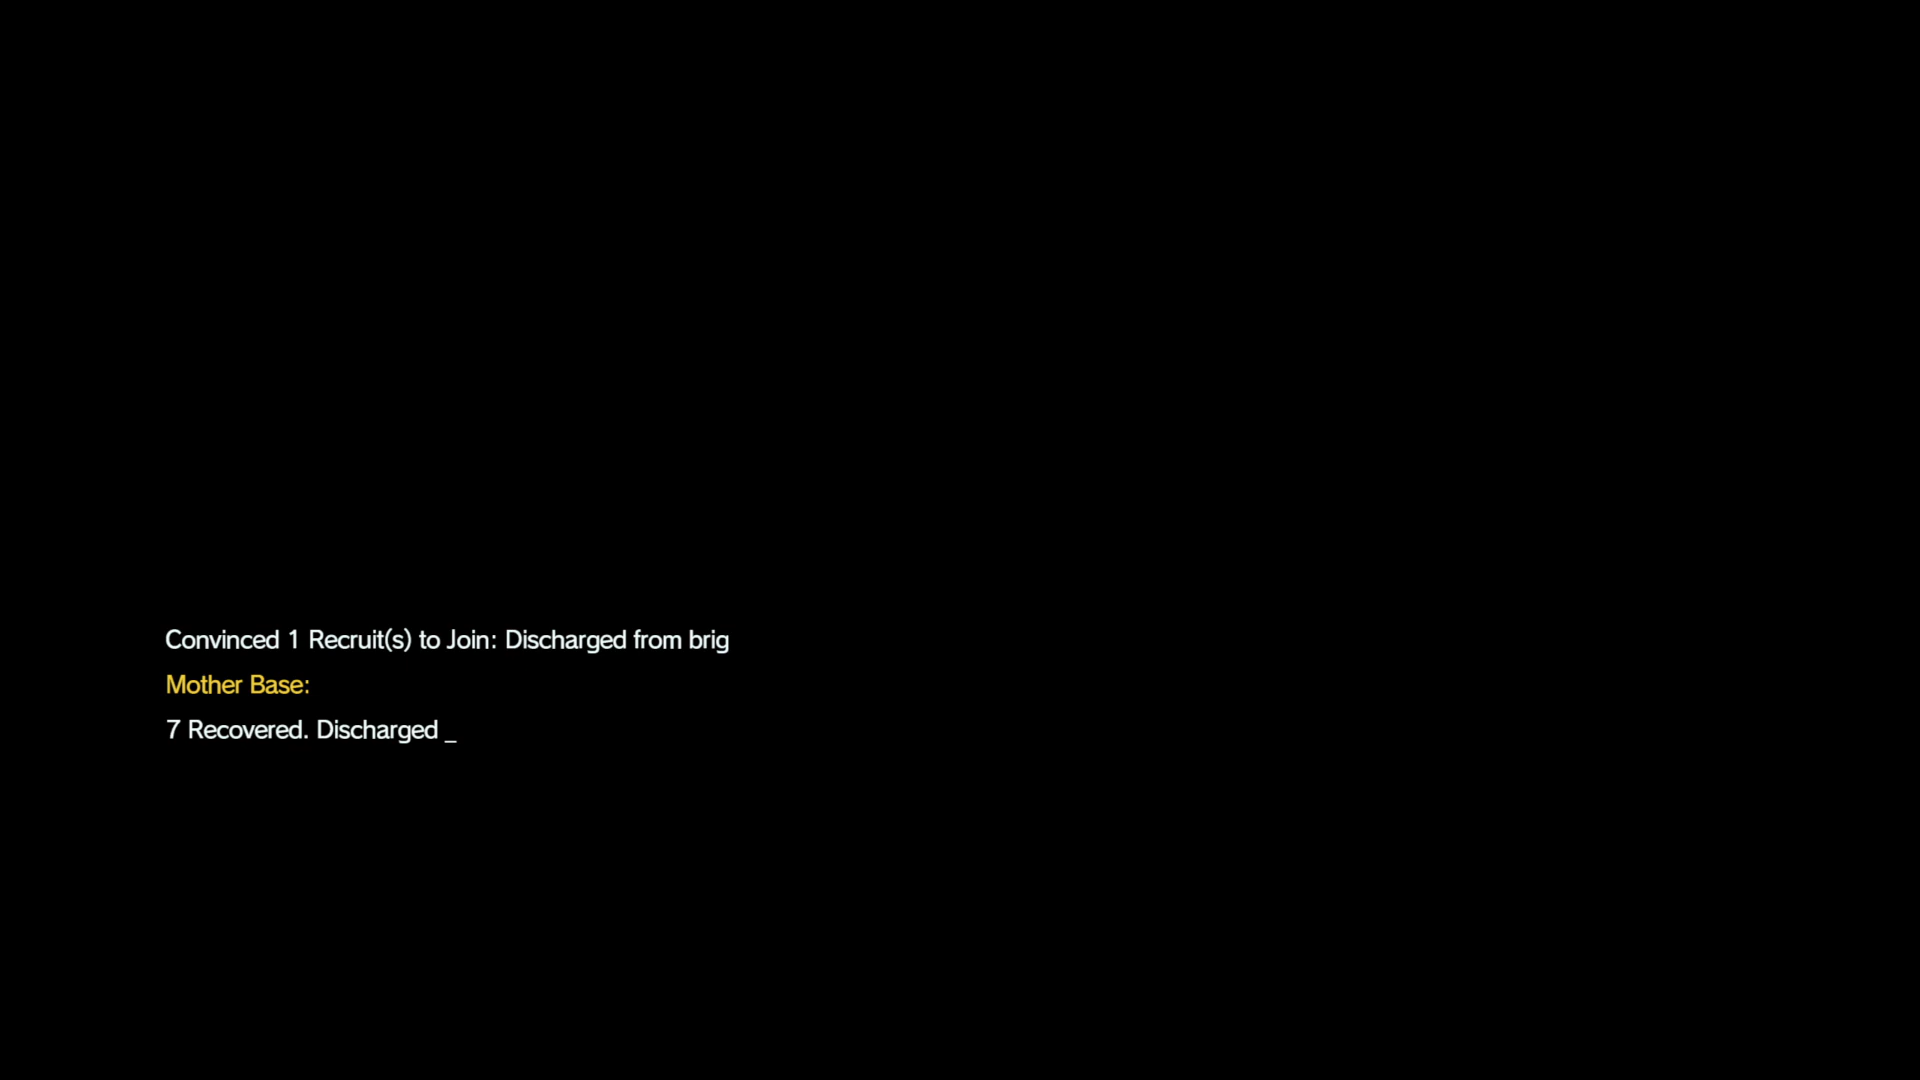 Convinced 1 Recruit(s) to Join: Discharged from brig
Mother Base:
7 Recovered. Discharged _